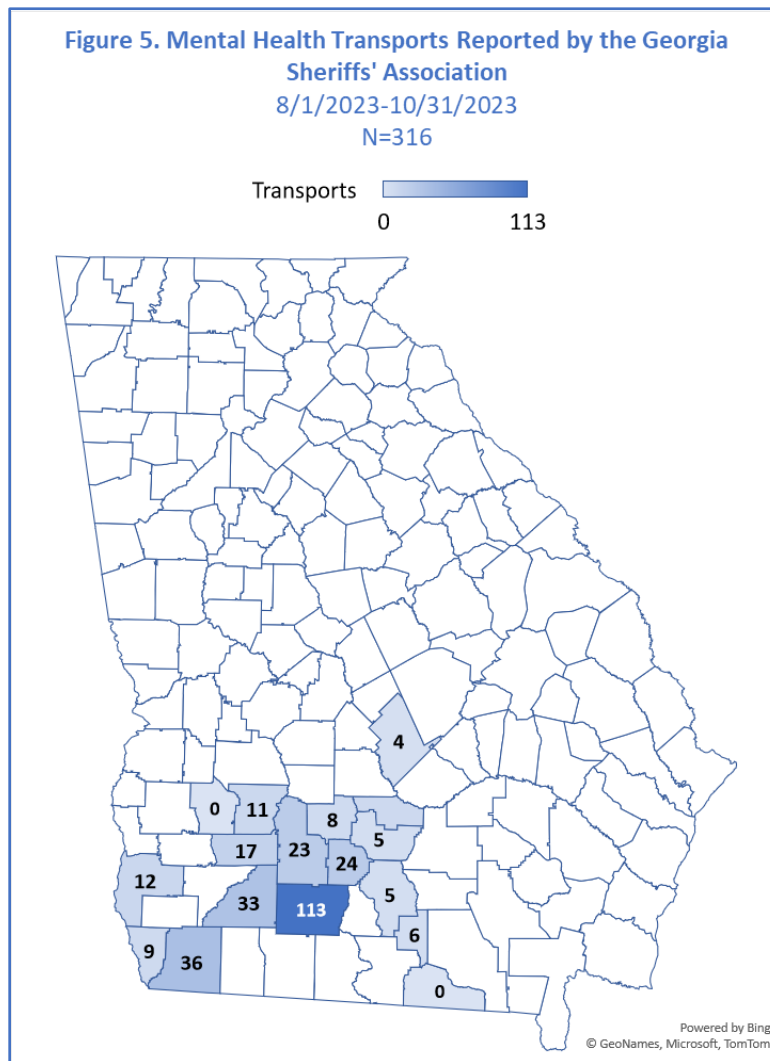 Figure 5. Mental Health Transports Reported by the Georgia
Sheriffs' Association
8/1/2023-10/31/2023
N=316
Transports
0 113
4
0 11 8
23 5
17 24
12
33 113 5
6
9 36
0
Powered by Bing
© GeoNames, Microsoft, TomTom